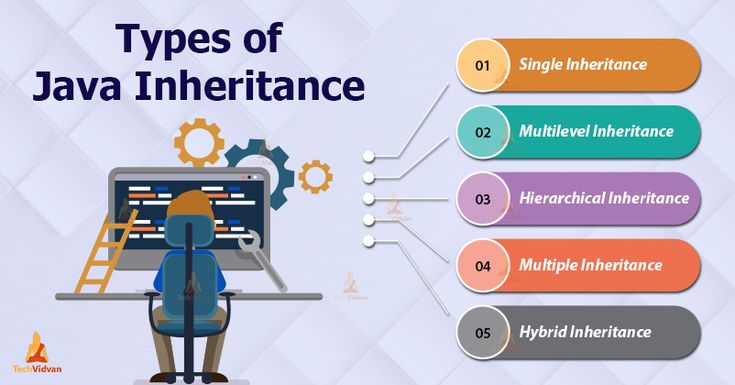 Types of
Java Inheritance
01 Single Inheritance
02 Multilevel Inheritance
03 Hierarchical Inheritance
04 Multiple Inheritance
05 Hybrid Inheritance
TechVidvan
TechVidvan